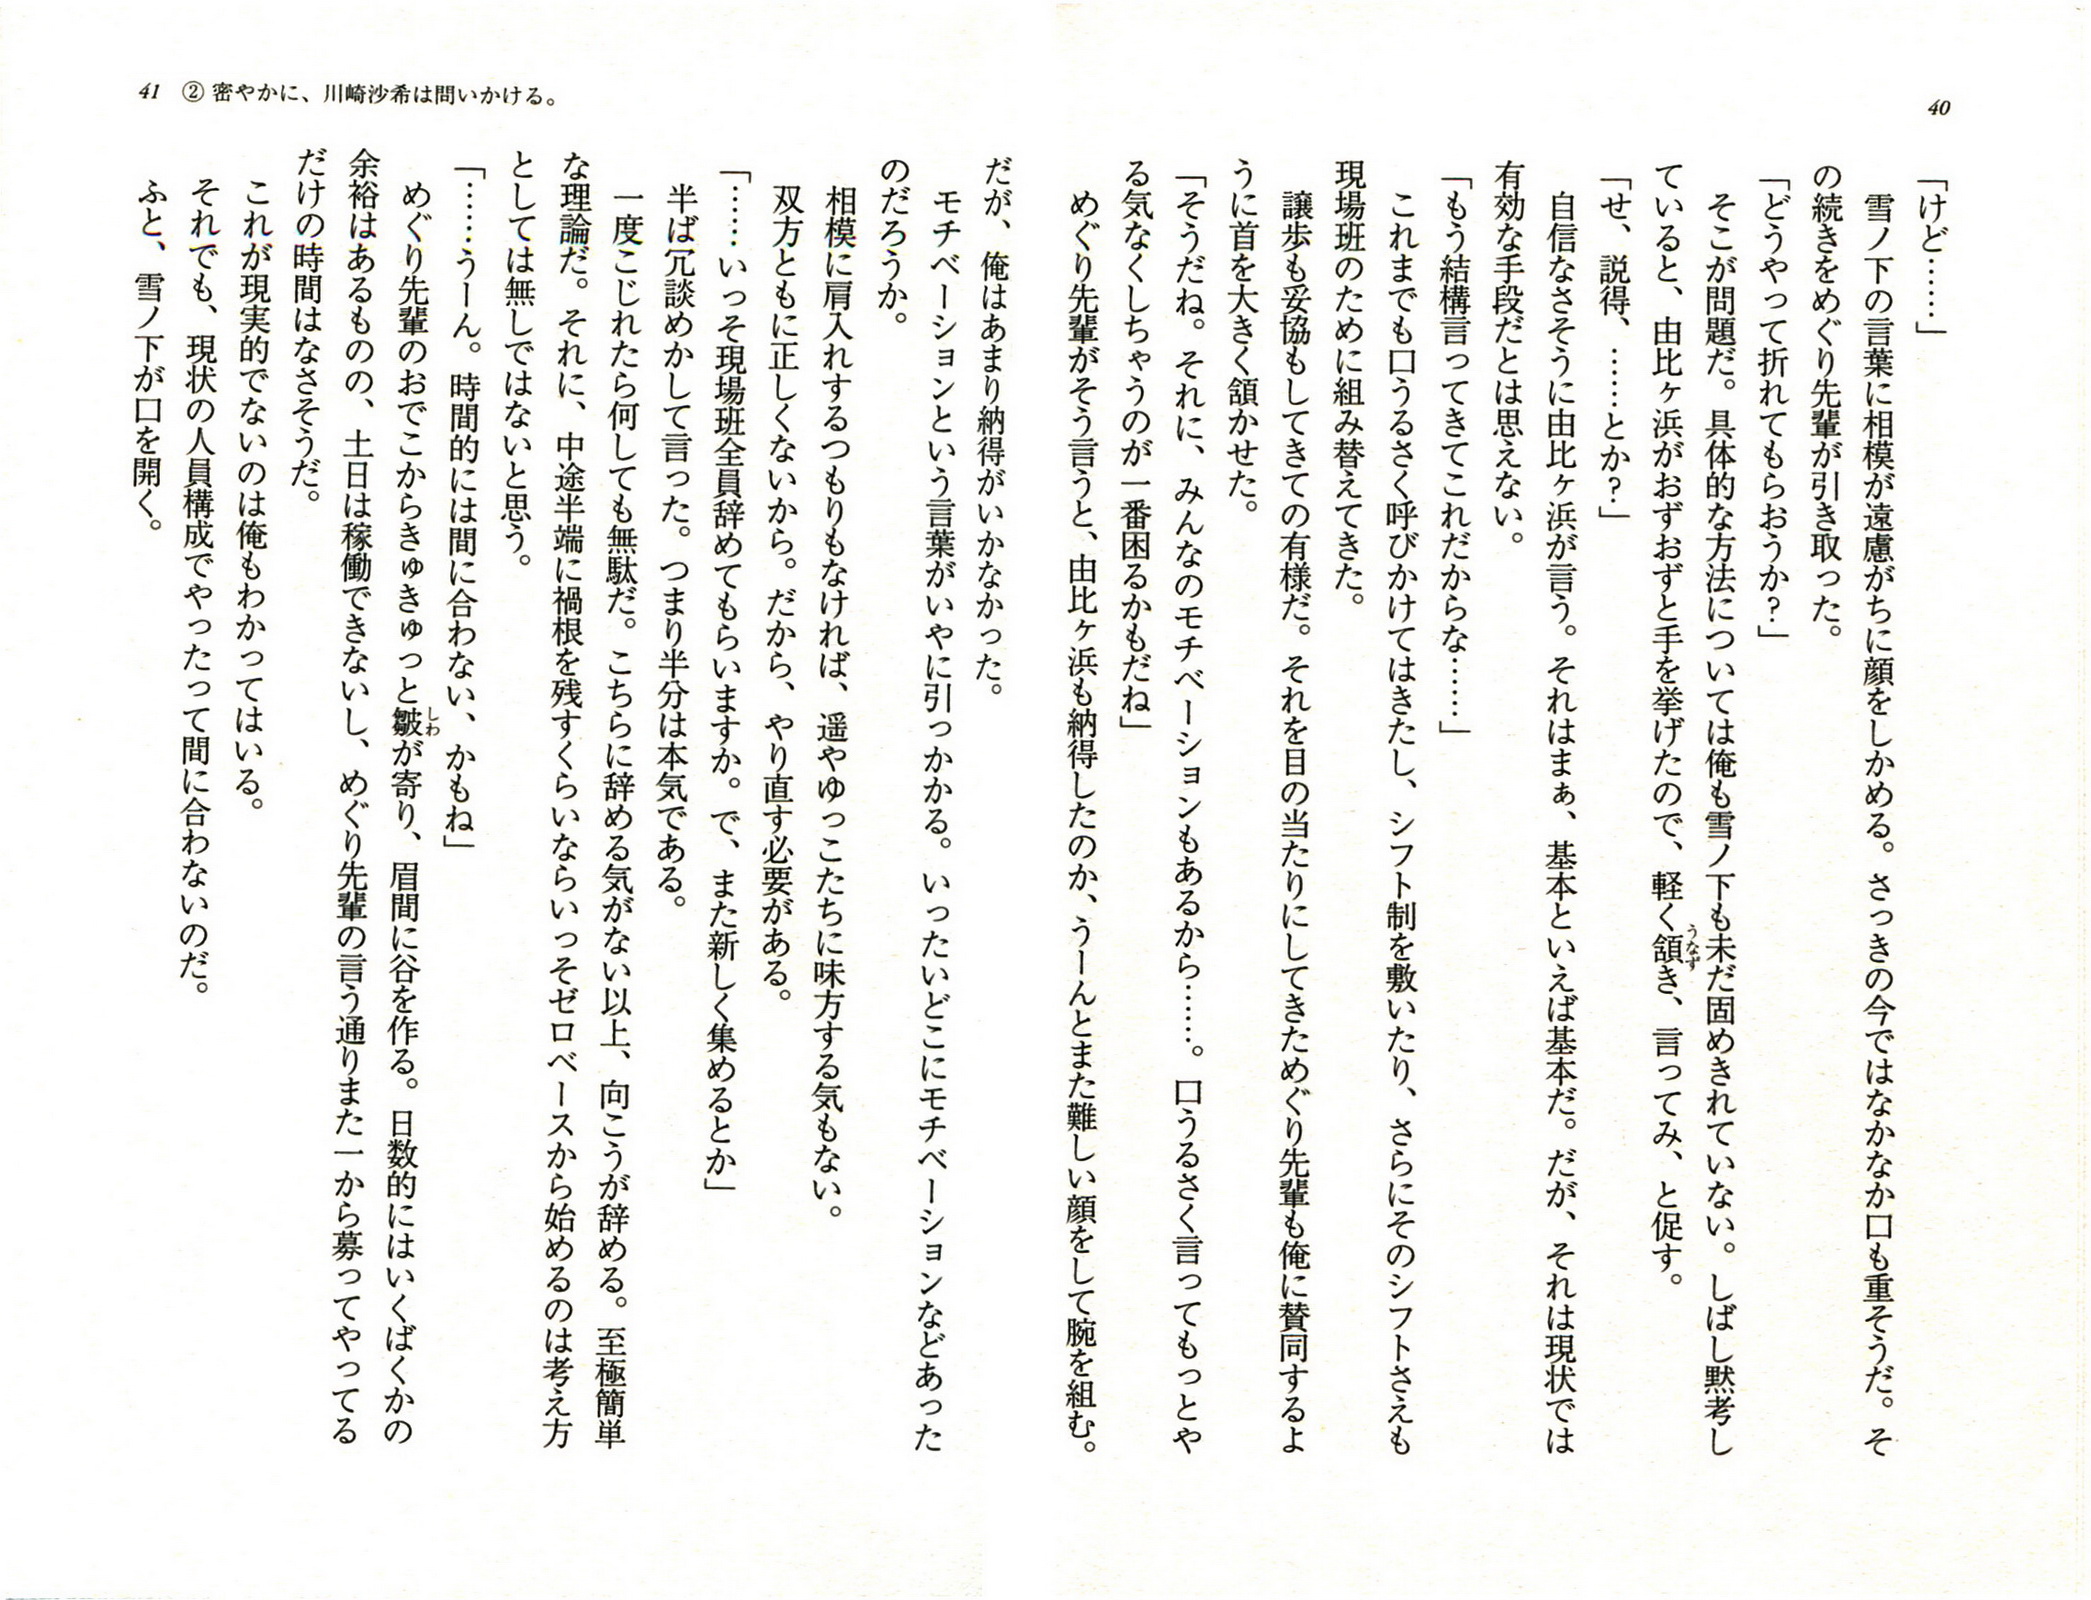 40
「けど……」
　雪ノ下の言葉に相模が遠慮がちに顔をしかめる。さっきの今ではなかなか口も重そうだ。そ
の続きをめぐり先輩が引き取った。
「どうやって折れてもらおうか？」
　そこが問題だ。具体的な方法については俺も雪ノ下も未だ固めきれていない。しばし黙考し
ていると、由比ヶ浜がおずおずと手を挙げたので、軽く頷き、言ってみ、と促す。
うなず
「せ、説得、……とか？」
　自信なさそうに由比ヶ浜が言う。それはまぁ、基本といえば基本だ。だが、それは現状では
有効な手段だとは思えない。
「もう結構言ってきてこれだからな……」
　これまでも口うるさく呼びかけてはきたし、シフト制を敷いたり、さらにそのシフトさえも
現場班のために組み替えてきた。
　譲歩も妥協もしてきての有様だ。それを目の当たりにしてきためぐり先輩も俺に賛同するよ
うに首を大きく頷かせた。
「そうだね。それに、みんなのモチベーションもあるから……。口うるさく言ってもっとや
る気なくしちゃうのが一番困るかもだね」
　めぐり先輩がそう言うと、由比ヶ浜も納得したのか、うーんとまた難しい顔をして腕を組む。
41　② 密やかに、川崎沙希は問いかける。
だが、俺はあまり納得がいかなかった。
　モチベーションという言葉がいやに引っかかる。いったいどこにモチベーションなどあった
のだろうか。
　相模に肩入れするつもりもなければ、遥やゆっこたちに味方する気もない。
　双方ともに正しくないから。だから、やり直す必要がある。
「……いっそ現場班全員辞めてもらいますか。で、また新しく集めるとか」
　半ば冗談めかして言った。つまり半分は本気である。
　一度こじれたら何しても無駄だ。こちらに辞める気がない以上、向こうが辞める。至極簡単
な理論だ。それに、中途半端に禍根を残すくらいならいっそゼロベースから始めるのは考え方
としては無しではないと思う。
「……うーん。時間的には間に合わない、かもね」
　めぐり先輩のおでこからきゅきゅっと皺が寄り、眉間に谷を作る。日数的にはいくばくかの
しわ
余裕はあるものの、土日は稼働できないし、めぐり先輩の言う通りまた一から募ってやってる
だけの時間はなさそうだ。
　これが現実的でないのは俺もわかってはいる。
　それでも、現状の人員構成でやったって間に合わないのだ。
　ふと、雪ノ下が口を開く。